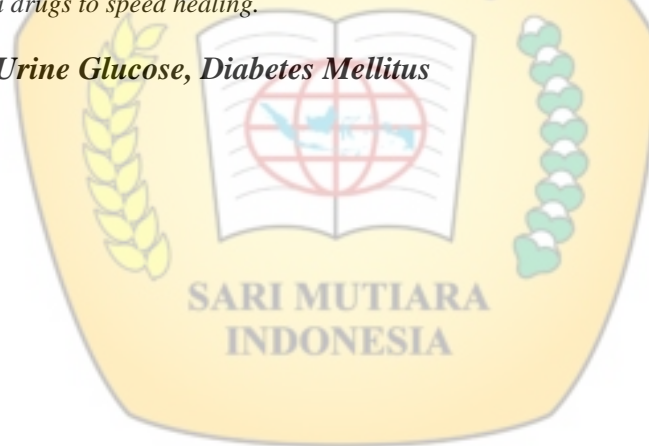 drugs to speed healing.
Urine Glucose, Diabetes Mellitus
SARI MUTIARA
INDONESIA